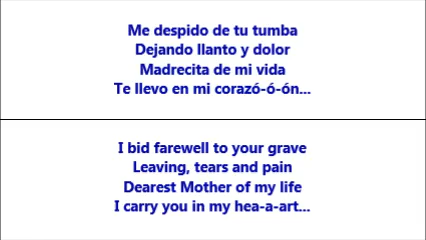 Me despido de tu tumba
Dejando llanto y dolor
Madrecita de mi vida
Te llevo en mi corazó-ó-ón...
I bid farewell to your grave
Leaving, tears and pain
Dearest Mother of my life
I carry you in my hea-a-art...